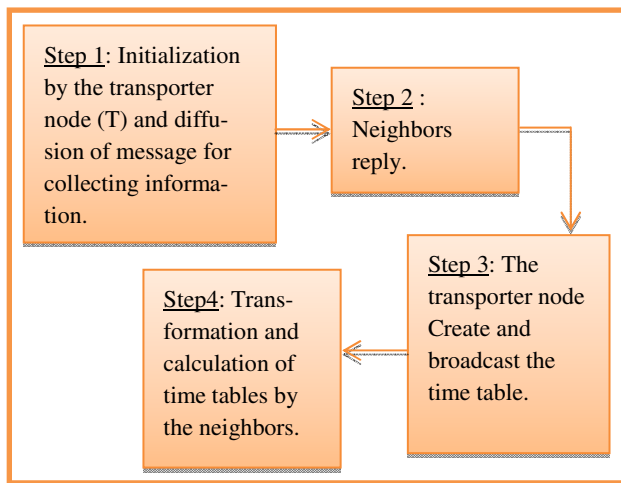 Step 1: Initialization
by the transporter
node (T) and diffu-
sion of message for
collecting informa-
tion.
Step 2 :
Neighbors
reply.
Step 3: The
transporter node
Create and
broadcast the
time table.
Step4: Trans-
formation and
calculation of
time tables by
the neighbors.